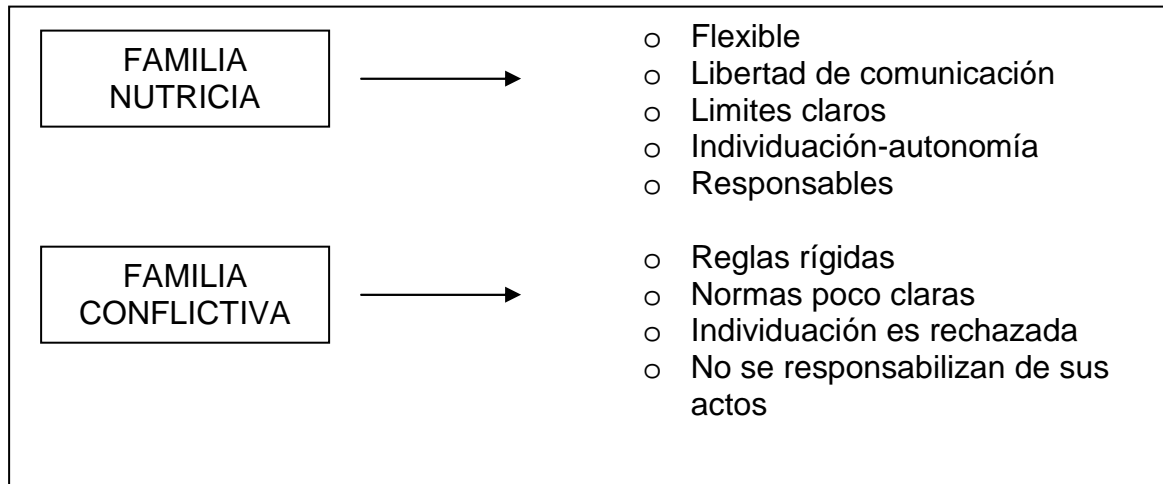 FAMILIA
NUTRICIA
o Flexible
o Libertad de comunicación
o Limites claros
o Individuación-autonomía
o Responsables
FAMILIA
CONFLICTIVA
o Reglas rígidas
o Normas poco claras
o Individuación es rechazada
o No se responsabilizan de sus
actos